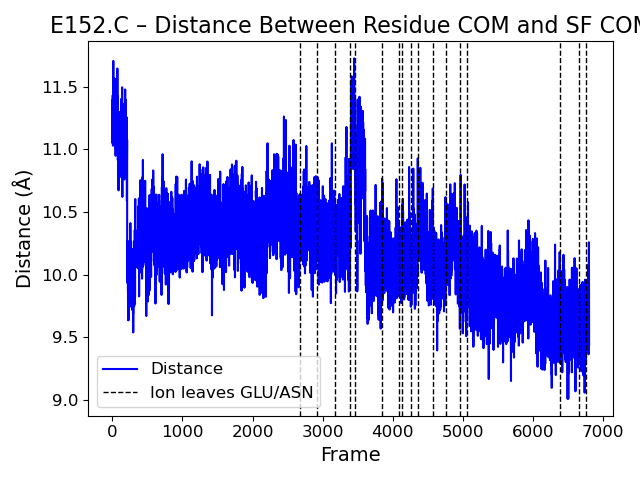 E152.C – Distance Between Residue COM and SF COM
Distance (Å)
11.5
11.0
10.5
10.0
9.5
9.0
Distance
Ion leaves GLU/ASN
0 1000 2000 3000 4000 5000 6000 7000
Frame